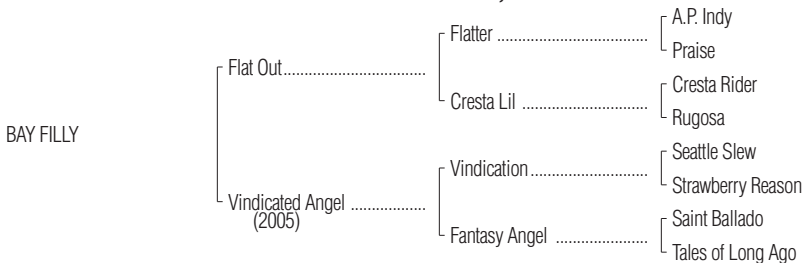 A.P. Indy
Flatter ......................................
Praise
Flat Out...................................
Cresta Rider
Cresta Lil ...............................
Rugosa
BAY FILLY
Seattle Slew
Vindication.............................
Strawberry Reason
Vindicated Angel ..................
(2005)
Saint Ballado
Fantasy Angel .......................
Tales of Long Ago